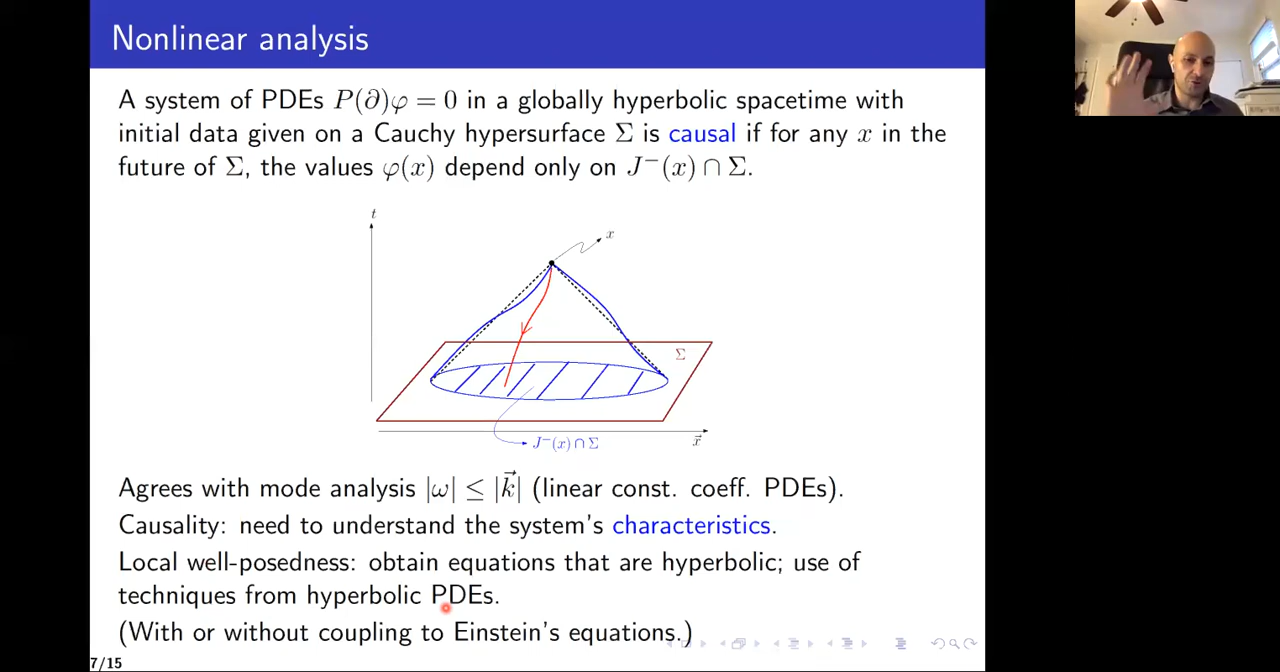 Nonlinear analysis
A system of PDEs P(∂)φ = 0 in a globally hyperbolic spacetime with
initial data given on a Cauchy hypersurface Σ is causal if for any x in the
future of Σ, the values φ(x) depend only on J⁻(x) ∩ Σ.
t
x
Σ
J⁻(x) ∩ Σ
x⃗
Agrees with mode analysis |ω| ≤ |k⃗| (linear const. coeff. PDEs).
Causality: need to understand the system's characteristics.
Local well-posedness: obtain equations that are hyperbolic; use of
techniques from hyperbolic PDEs.
(With or without coupling to Einstein's equations.)
7/15